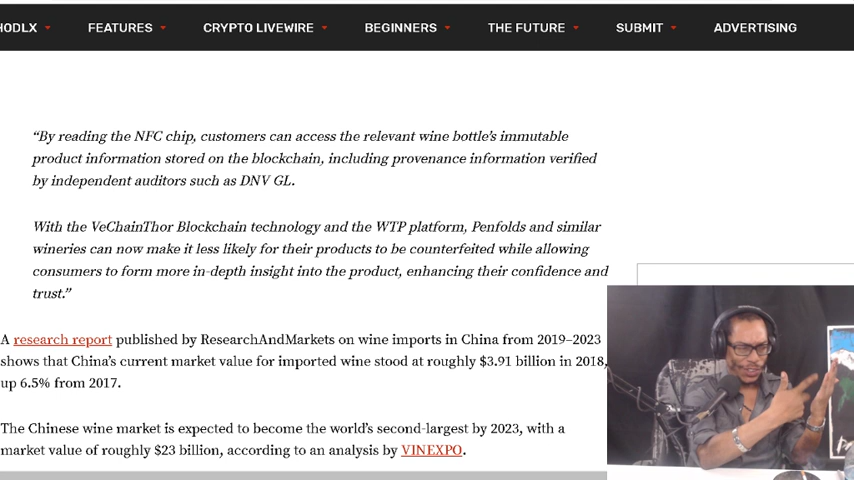 HODLX FEATURES CRYPTO LIVEWIRE BEGINNERS THE FUTURE SUBMIT ADVERTISING
“By reading the NFC chip, customers can access the relevant wine bottle’s immutable
product information stored on the blockchain, including provenance information verified
by independent auditors such as DNV GL.
With the VeChainThor Blockchain technology and the WTP platform, Penfolds and similar
wineries can now make it less likely for their products to be counterfeited while allowing
consumers to form more in-depth insight into the product, enhancing their confidence and
trust.”
A research report published by ResearchAndMarkets on wine imports in China from 2019–2023
shows that China’s current market value for imported wine stood at roughly $3.91 billion in 2018,
up 6.5% from 2017.
The Chinese wine market is expected to become the world’s second-largest by 2023, with a
market value of roughly $23 billion, according to an analysis by VINEXPO.